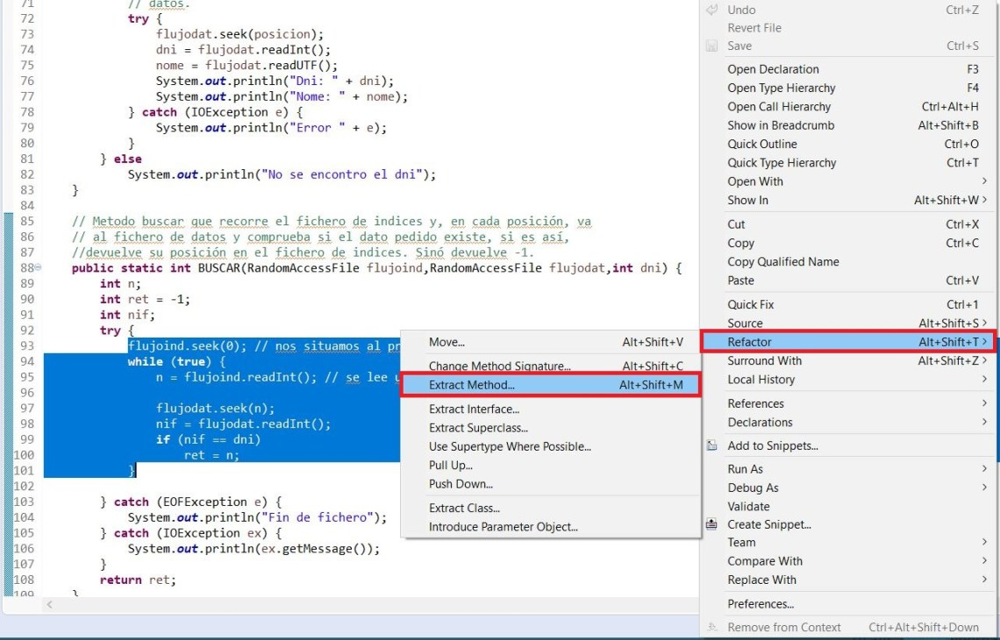 71 // datos.
72 try {
73 flujodat.seek(posicion);
74 dni = flujodat.readInt();
75 nome = flujodat.readUTF();
76 System.out.println("Dni: " + dni);
77 System.out.println("Nome: " + nome);
78 } catch (IOException e) {
79 System.out.println("Error " + e);
80 }
81 } else
82 System.out.println("No se encontro el dni");
83 }
84
85 // Metodo buscar que recorre el fichero de indices y, en cada posición, va
86 // al fichero de datos y comprueba si el dato pedido existe, si es así,
87 //devuelve su posición en el fichero de indices. Sinó devuelve -1.
88 public static int BUSCAR(RandomAccessFile flujoind,RandomAccessFile flujodat,int dni) {
89 int n;
90 int ret = -1;
91 int nif;
92 try {
93 flujoind.seek(0); // nos situamos al pr
94 while (true) {
95 n = flujoind.readInt(); // se lee
96
97 flujodat.seek(n);
98 nif = flujodat.readInt();
99 if (nif == dni)
100 ret = n;
101 }
102
103 } catch (EOFException e) {
104 System.out.println("Fin de fichero");
105 } catch (IOException ex) {
106 System.out.println(ex.getMessage());
107 }
108 return ret;
109 }
Move... Alt+Shift+V
Change Method Signature... Alt+Shift+C
Extract Method... Alt+Shift+M
Extract Interface...
Extract Superclass...
Use Supertype Where Possible...
Pull Up...
Push Down...
Extract Class...
Introduce Parameter Object...
Undo Ctrl+Z
Revert File
Save Ctrl+S
Open Declaration F3
Open Type Hierarchy F4
Open Call Hierarchy Ctrl+Alt+H
Show in Breadcrumb Alt+Shift+B
Quick Outline Ctrl+O
Quick Type Hierarchy Ctrl+T
Open With >
Show In Alt+Shift+W >
Cut Ctrl+X
Copy Ctrl+C
Copy Qualified Name
Paste Ctrl+V
Quick Fix Ctrl+1
Source Alt+Shift+S >
Refactor Alt+Shift+T >
Surround With Alt+Shift+Z >
Local History >
References >
Declarations >
Add to Snippets...
Run As >
Debug As >
Validate
Create Snippet...
Team >
Compare With >
Replace With >
Preferences...
Remove from Context Ctrl+Alt+Shift+Down